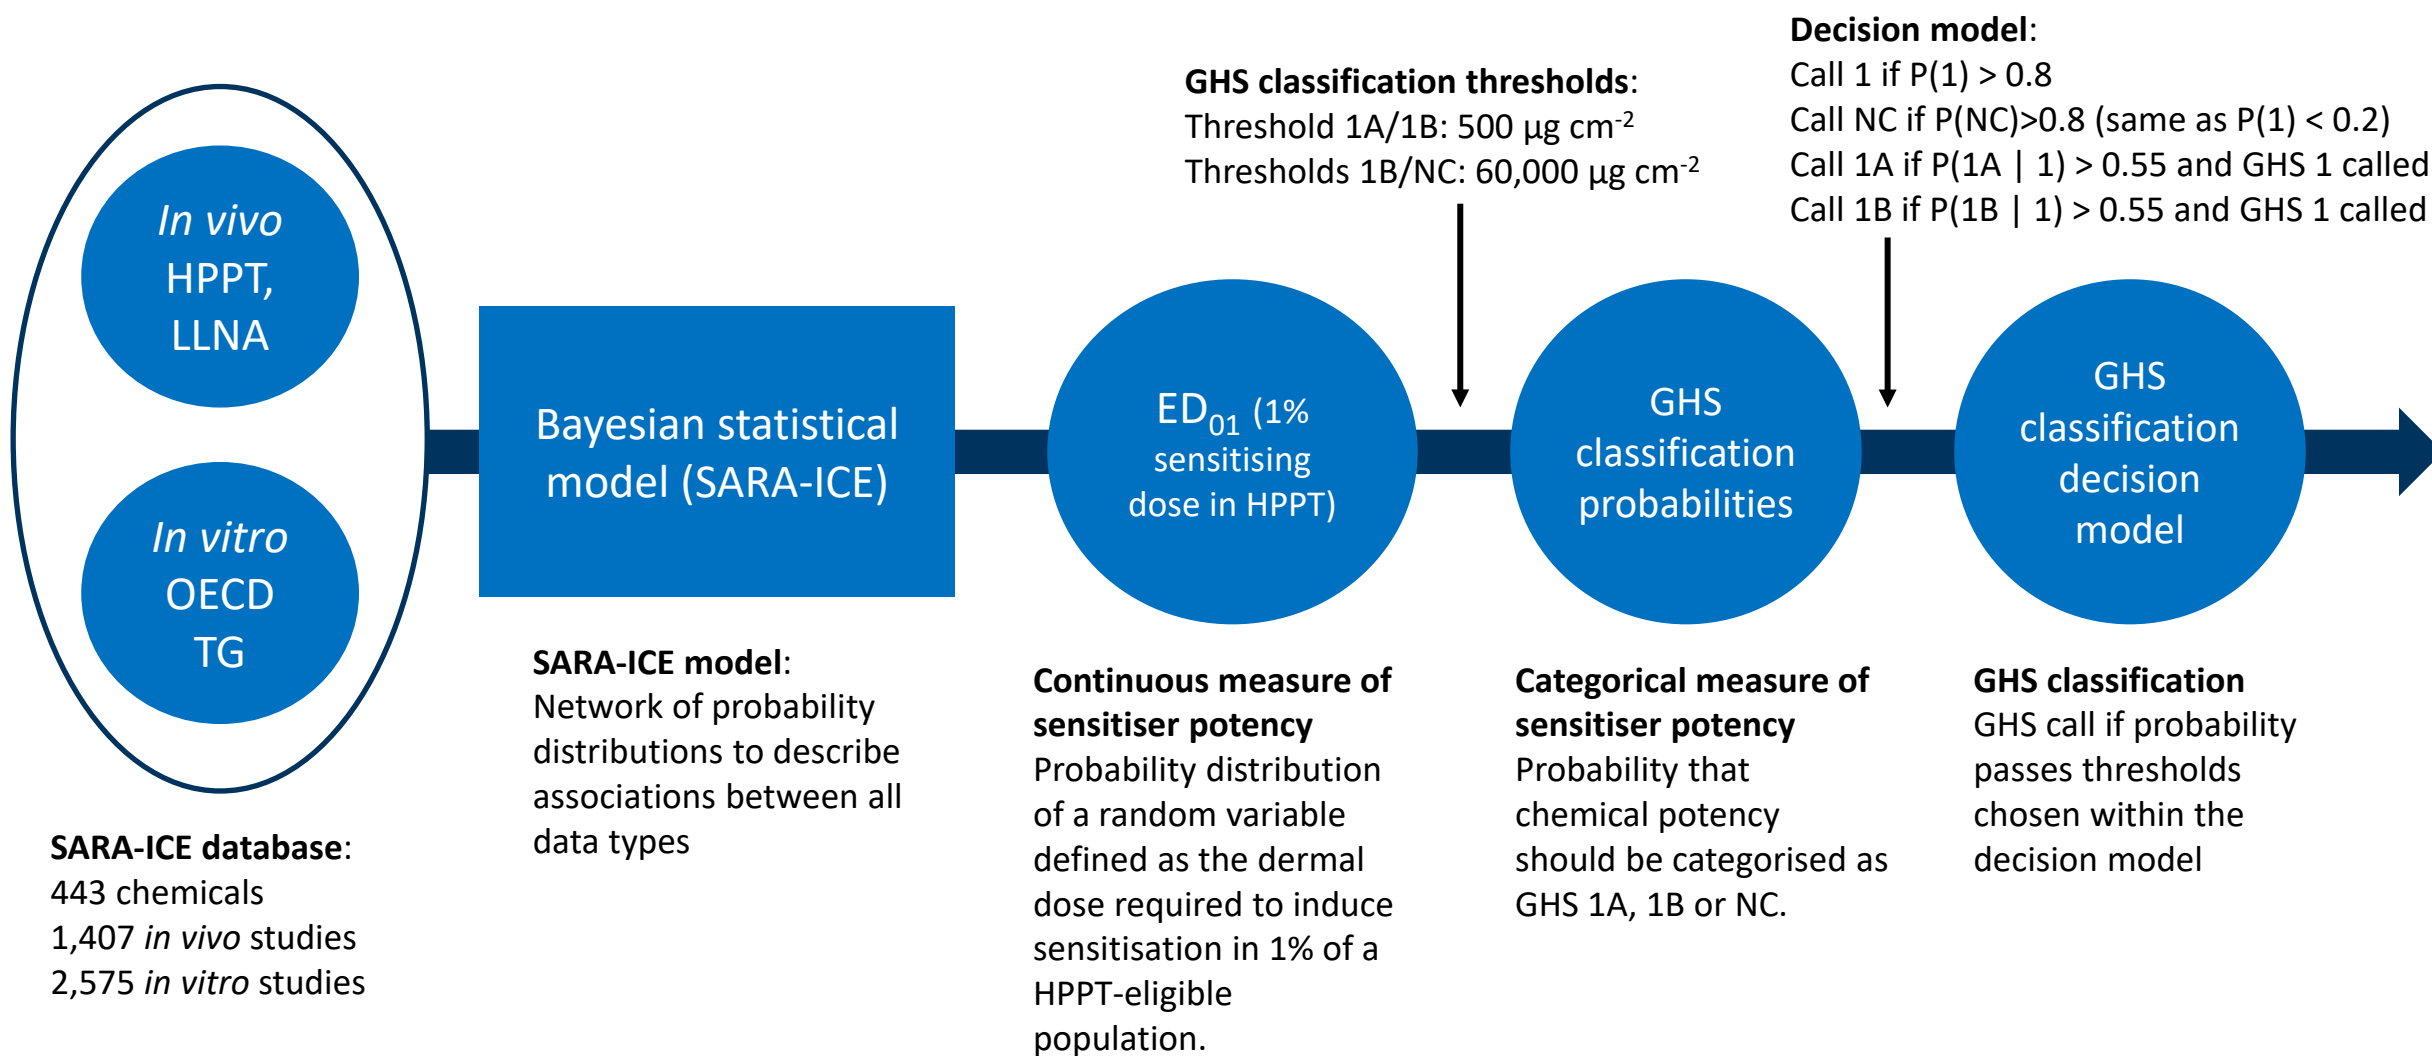 In vivo
HPPT,
LLNA
In vitro
OECD
TG
SARA-ICE database:
443 chemicals
1,407 in vivo studies
2,575 in vitro studies
Bayesian statistical
model (SARA-ICE)
SARA-ICE model:
Network of probability
distributions to describe
associations between all
data types
ED01 (1%
sensitising
dose in HPPT)
Continuous measure of
sensitiser potency
Probability distribution
of a random variable
defined as the dermal
dose required to induce
sensitisation in 1% of a
HPPT-eligible
population.
GHS classification thresholds:
Threshold 1A/1B: 500 µg cm-2
Thresholds 1B/NC: 60,000 µg cm-2
GHS
classification
probabilities
Categorical measure of
sensitiser potency
Probability that
chemical potency
should be categorised as
GHS 1A, 1B or NC.
Decision model:
Call 1 if P(1) > 0.8
Call NC if P(NC)>0.8 (same as P(1) < 0.2)
Call 1A if P(1A | 1) > 0.55 and GHS 1 called
Call 1B if P(1B | 1) > 0.55 and GHS 1 called
GHS
classification
decision
model
GHS classification
GHS call if probability
passes thresholds
chosen within the
decision model